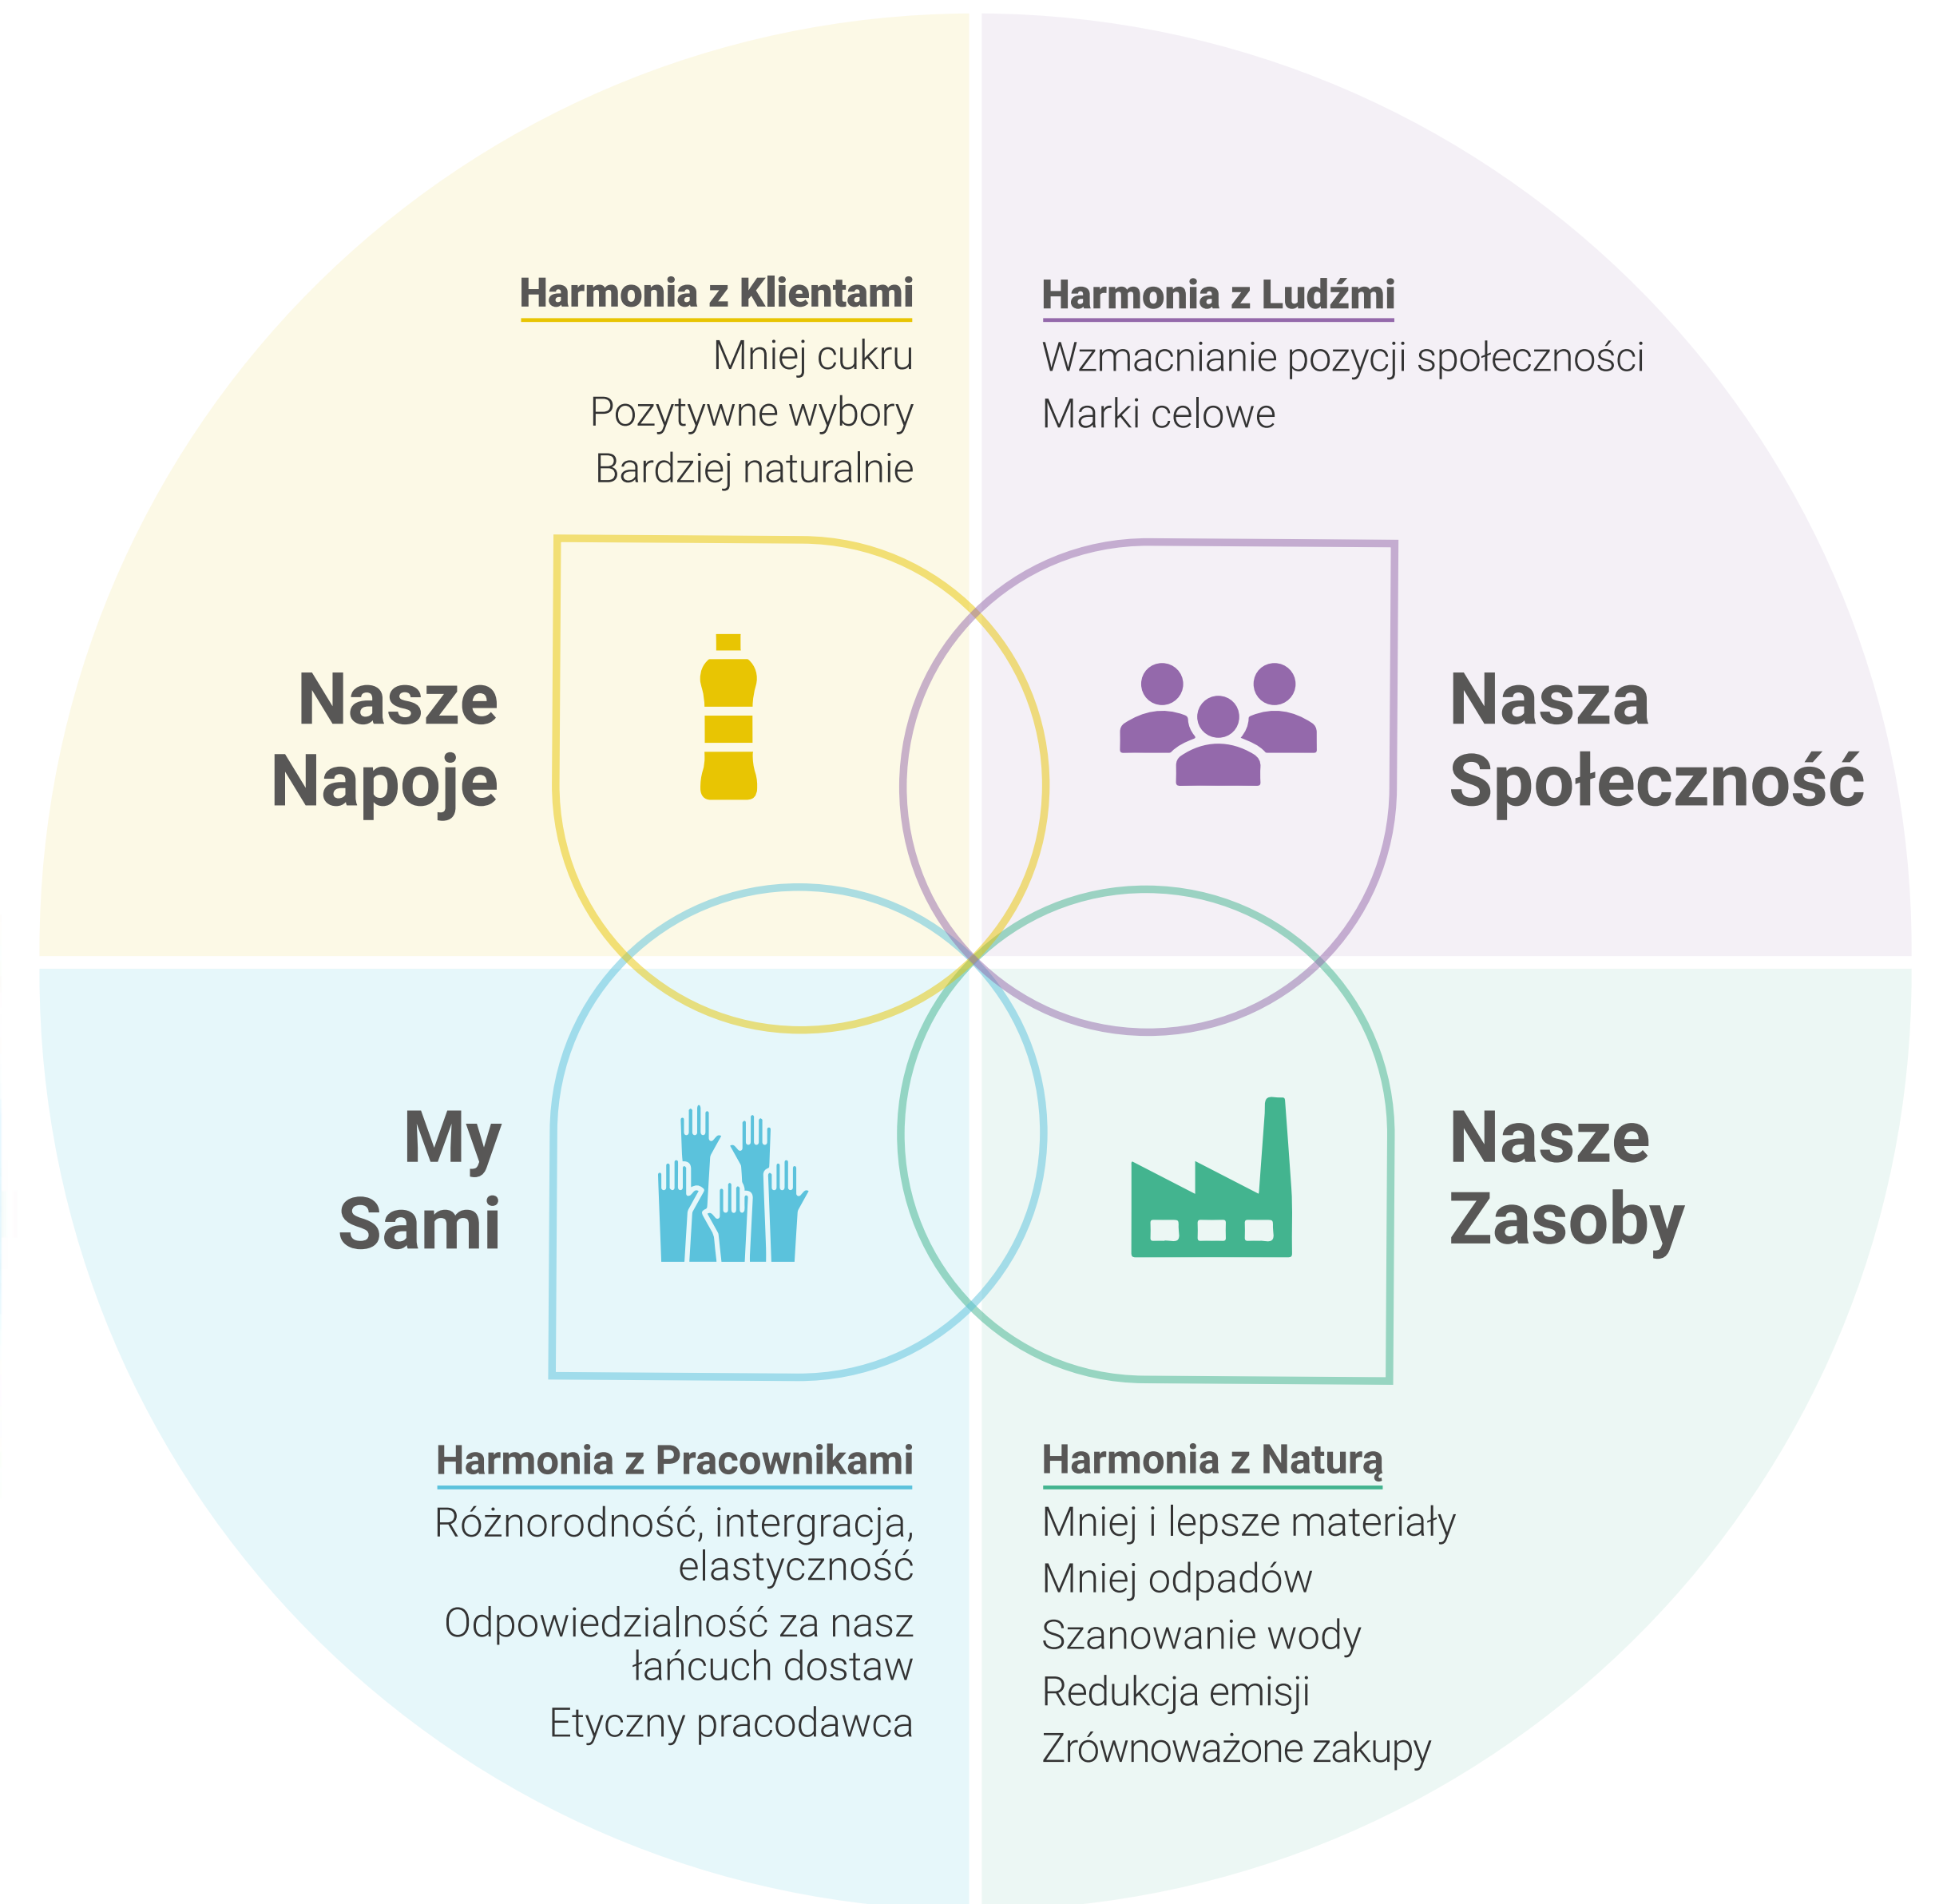 Harmonia z Klientami
Mniej cukru
Pozytywne wybory
Bardziej naturalnie
Nasze
Napoje
Harmonia z Ludźmi
Wzmacnianie pozycji społeczności
Marki celowe
Nasza
Społeczność
My
Sami
Harmonia z Pracownikami
Różnorodność, intergracja,
elastyczność
Odpowiedzialność za nasz
łańcuch dostaw
Etyczny pracodawca
Nasze
Zasoby
Harmonia z Naturą
Mniej i lepsze materiały
Mniej odpadów
Szanowanie wody
Redukcja emisji
Zrównoważone zakupy